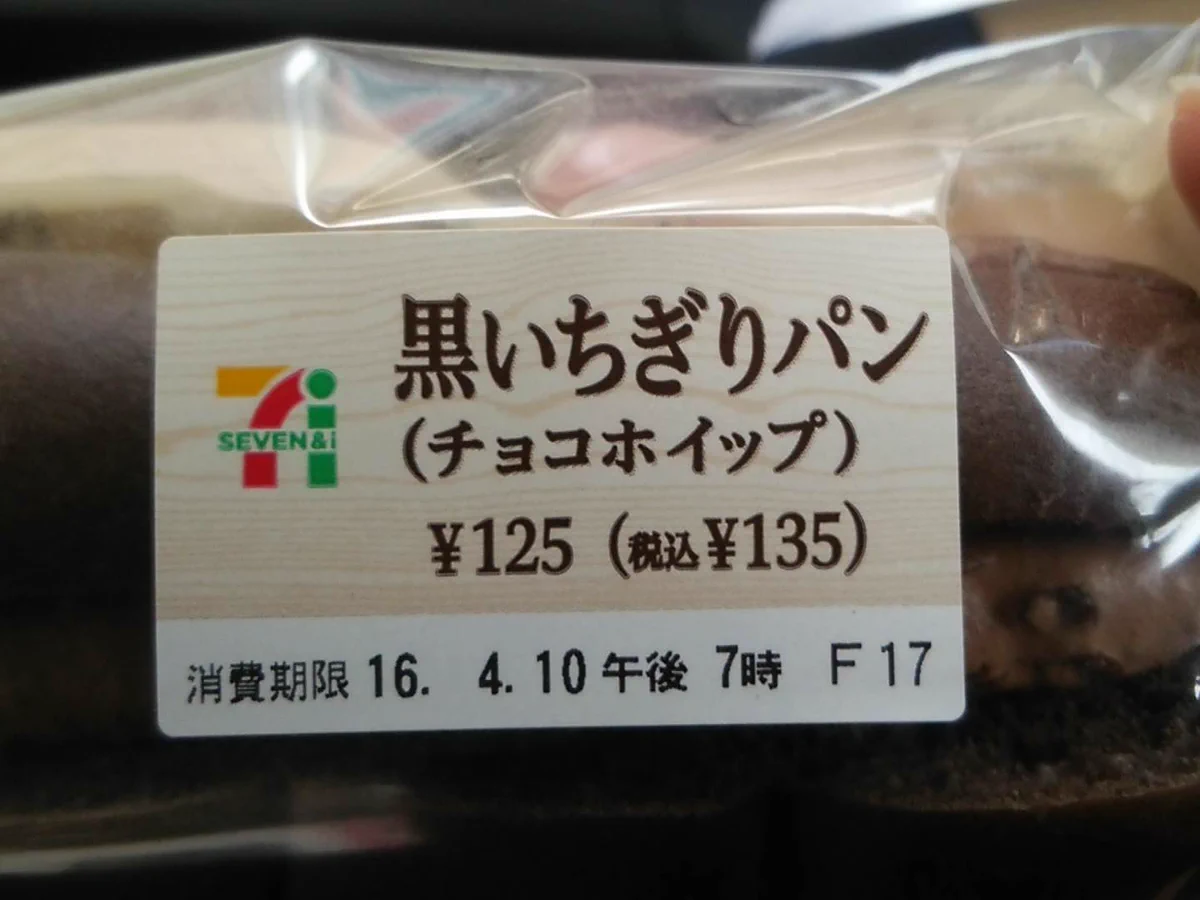 黒いちぎりパン
SEVEN&i
(チョコホイップ)
¥125 (税込¥135)
消費期限 16. 4.10 午後 7時 F 17